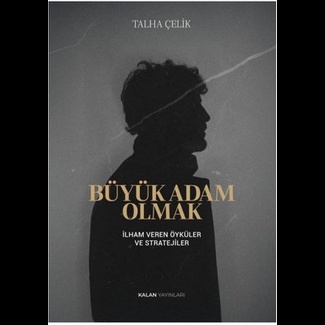 TALHA ÇELİK
BÜYÜK ADAM
OLMAK
İLHAM VEREN ÖYKÜLER
VE STRATEJİLER
KALAN YAYINLARI